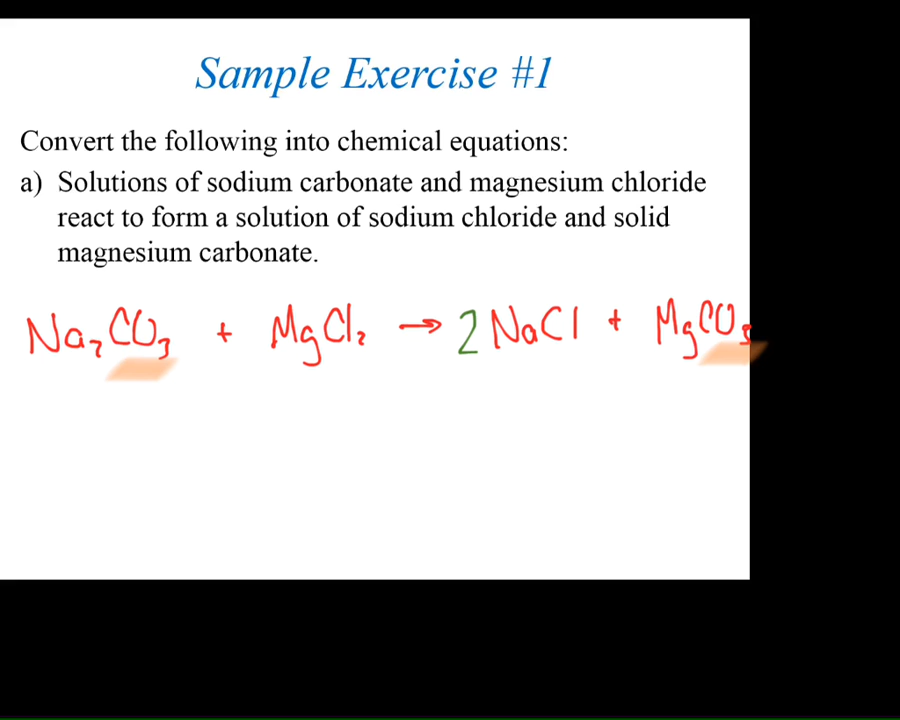 Sample Exercise #1
Convert the following into chemical equations:
a) Solutions of sodium carbonate and magnesium chloride
react to form a solution of sodium chloride and solid
magnesium carbonate.
Na₂CO₃ + MgCl₂ → 2 NaCl + MgCO₃